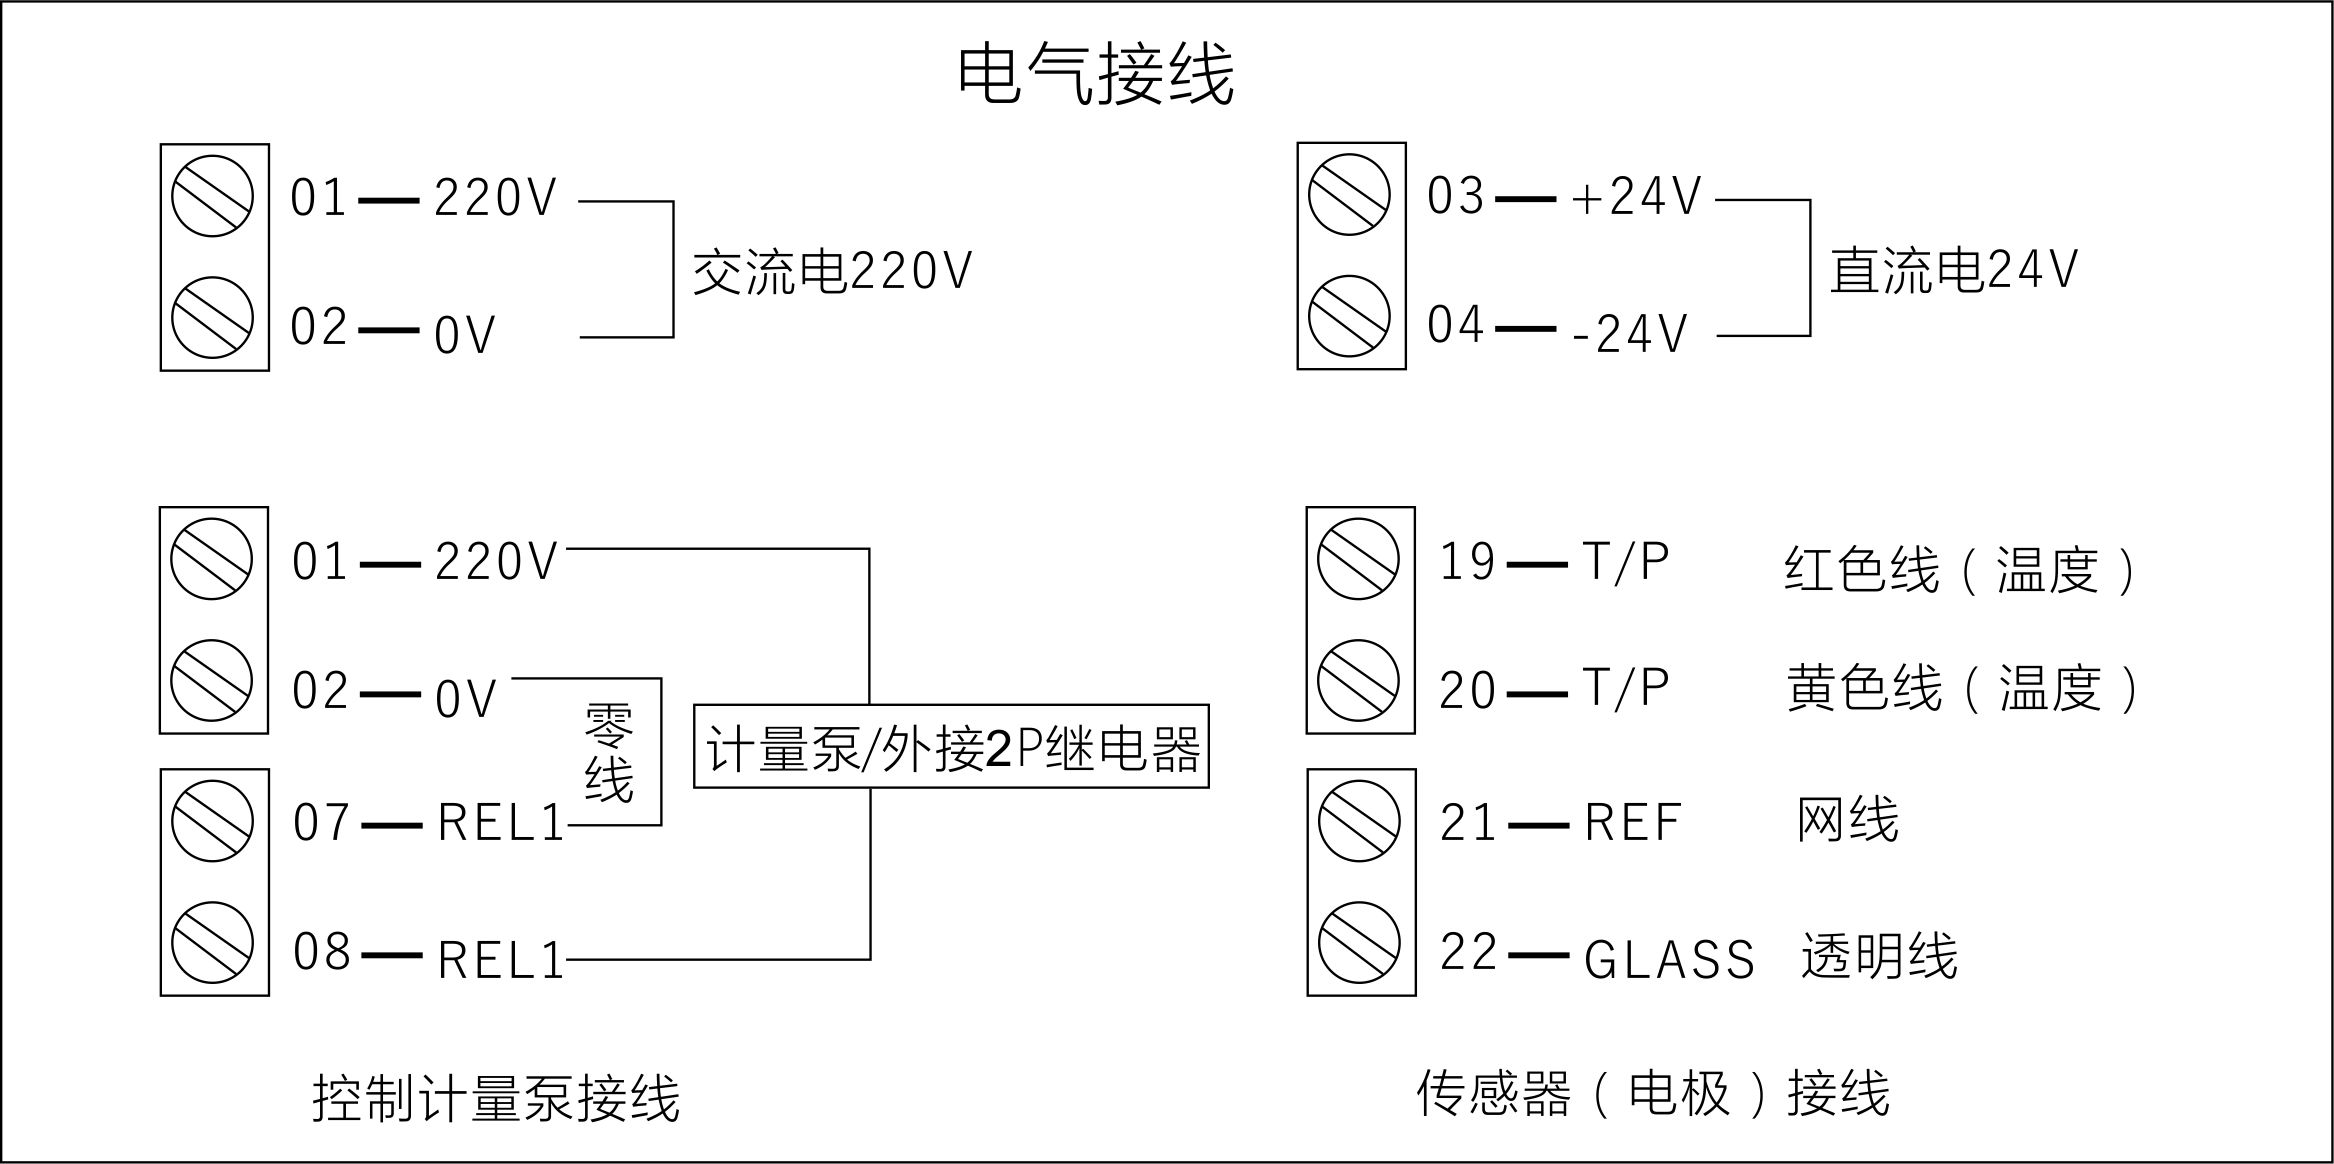 电气接线
01 220V
交流电220V
02 0V
03 +24V
直流电24V
04 -24V
01 220V
02 0V
零
线
计量泵/外接2P继电器
07 REL1
08 REL1
控制计量泵接线
19 T/P 红色线(温度)
20 T/P 黄色线(温度)
21 REF 网线
22 GLASS 透明线
传感器(电极)接线